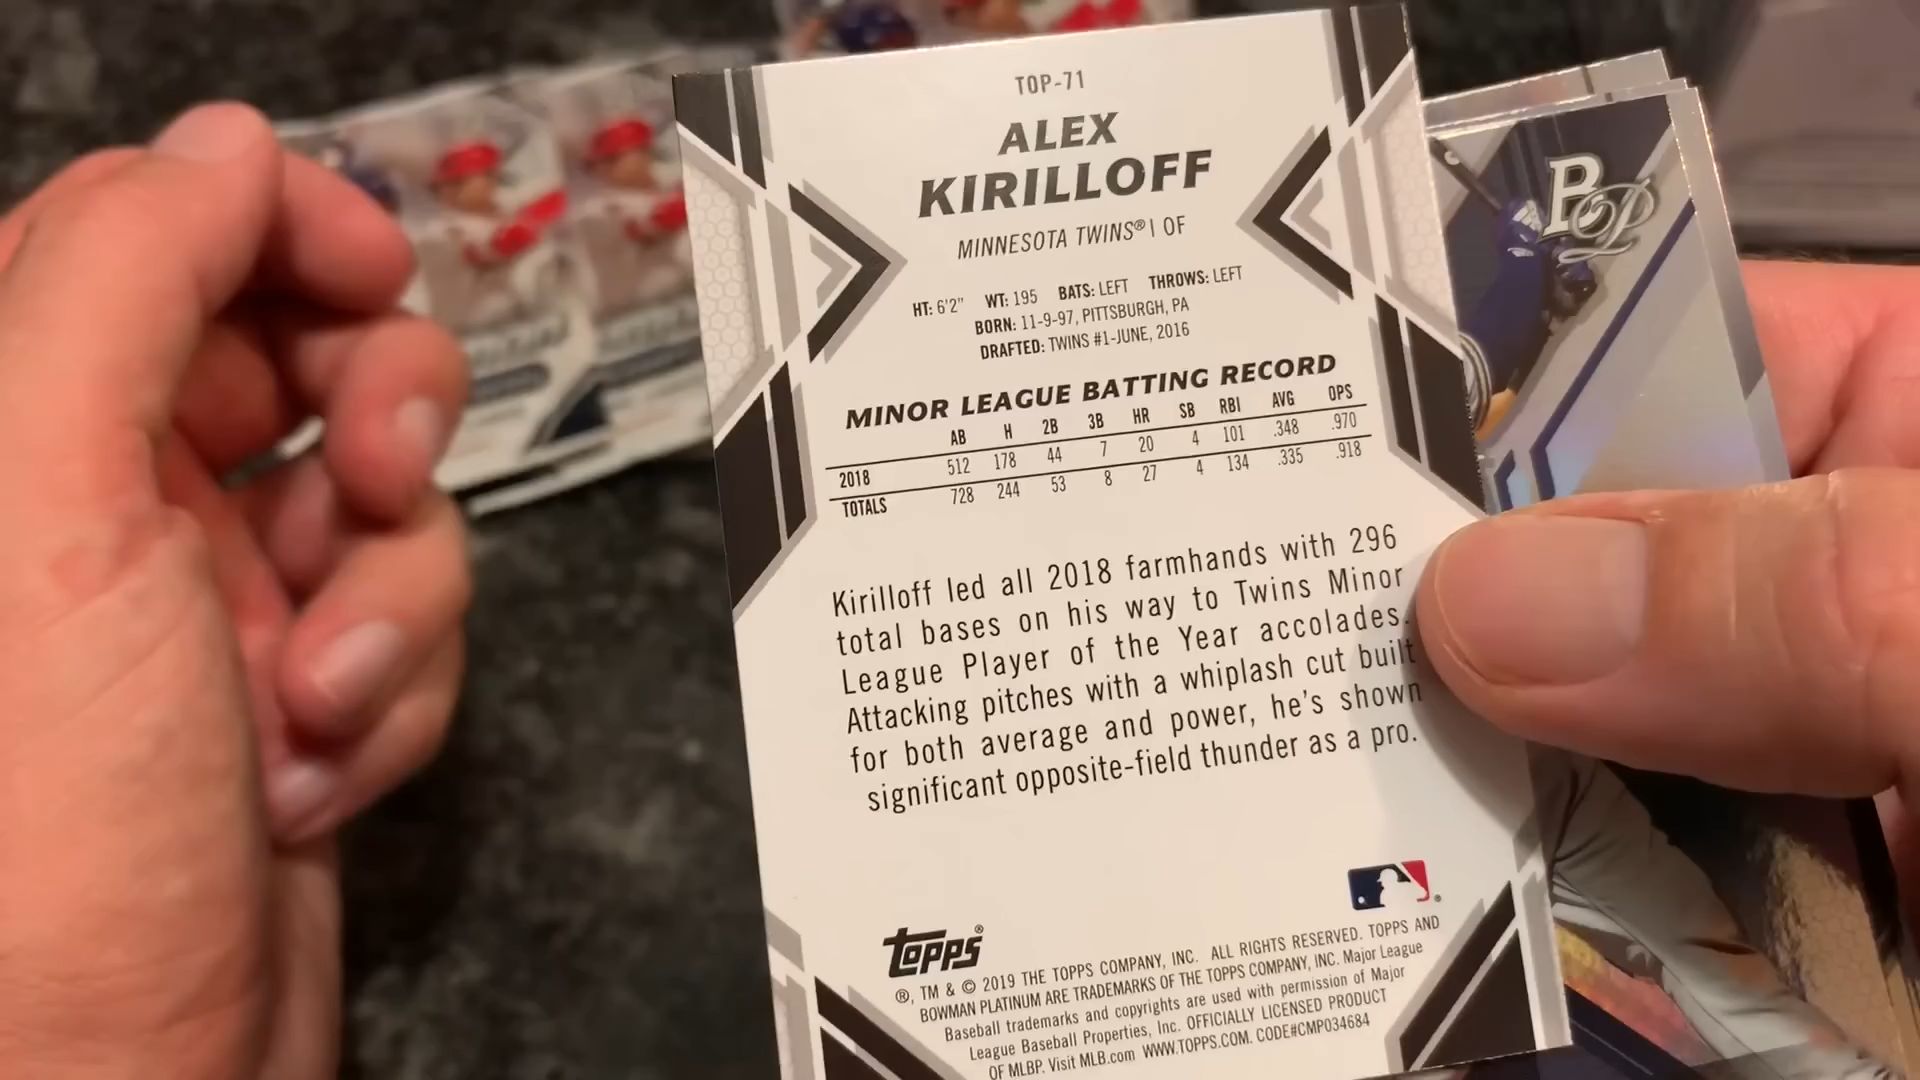 TOP-71
ALEX
KIRILLOFF
MINNESOTA TWINS® | OF
HT: 6'2" WT: 195 BATS: LEFT THROWS: LEFT
BORN: 11-9-97, PITTSBURGH, PA
DRAFTED: TWINS #1-JUNE, 2016
MINOR LEAGUE BATTING RECORD
AB H 2B 3B HR SB RBI AVG OPS
2018 512 178 44 7 20 4 101 .348 .970
TOTALS 728 244 53 8 27 4 134 .335 .918
Kirilloff led all 2018 farmhands with 296
total bases on his way to Twins Minor
League Player of the Year accolades.
Attacking pitches with a whiplash cut built
for both average and power, he's shown
significant opposite-field thunder as a pro.
TOPPS®
®, TM & © 2019 THE TOPPS COMPANY, INC. ALL RIGHTS RESERVED. TOPPS AND
BOWMAN PLATINUM ARE TRADEMARKS OF THE TOPPS COMPANY, INC. Major League
Baseball trademarks and copyrights are used with permission of Major
League Baseball Properties, Inc. OFFICIALLY LICENSED PRODUCT
OF MLBP. Visit MLB.com WWW.TOPPS.COM. CODE#CMP034684
BP